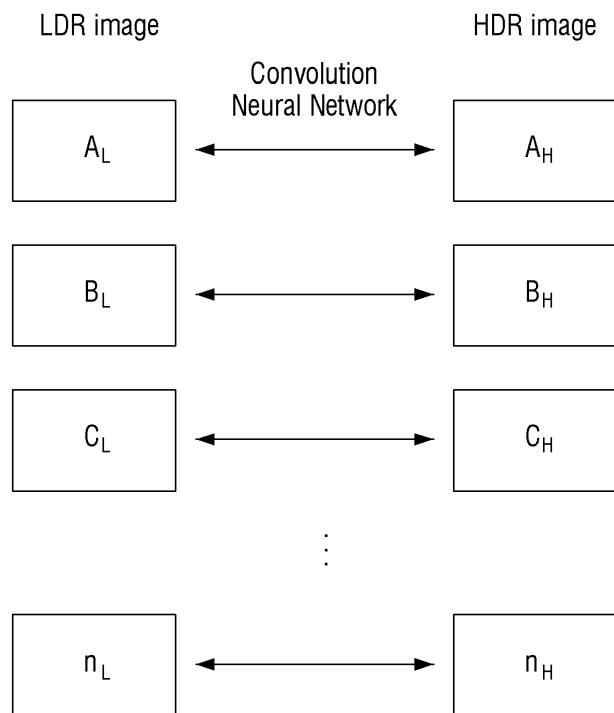 LDR image
HDR image
Convolution
Neural Network
A_L
A_H
B_L
B_H
C_L
C_H
⋮
n_L
n_H